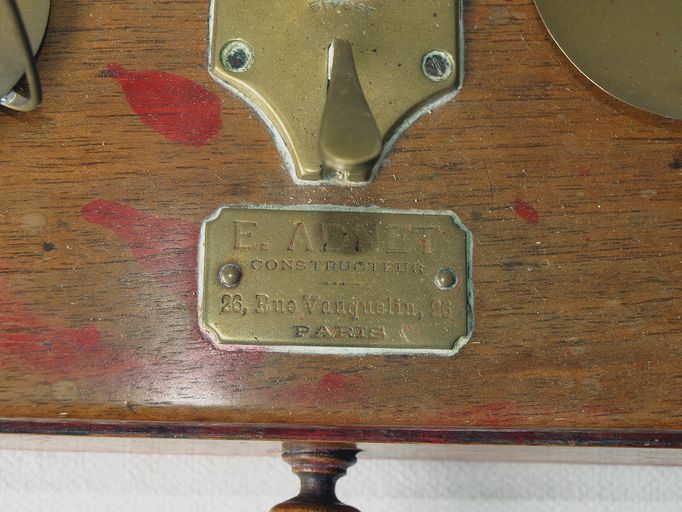 E. ADNET
CONSTRUCTEUR
26, Rue Vauquelin, 26
PARIS